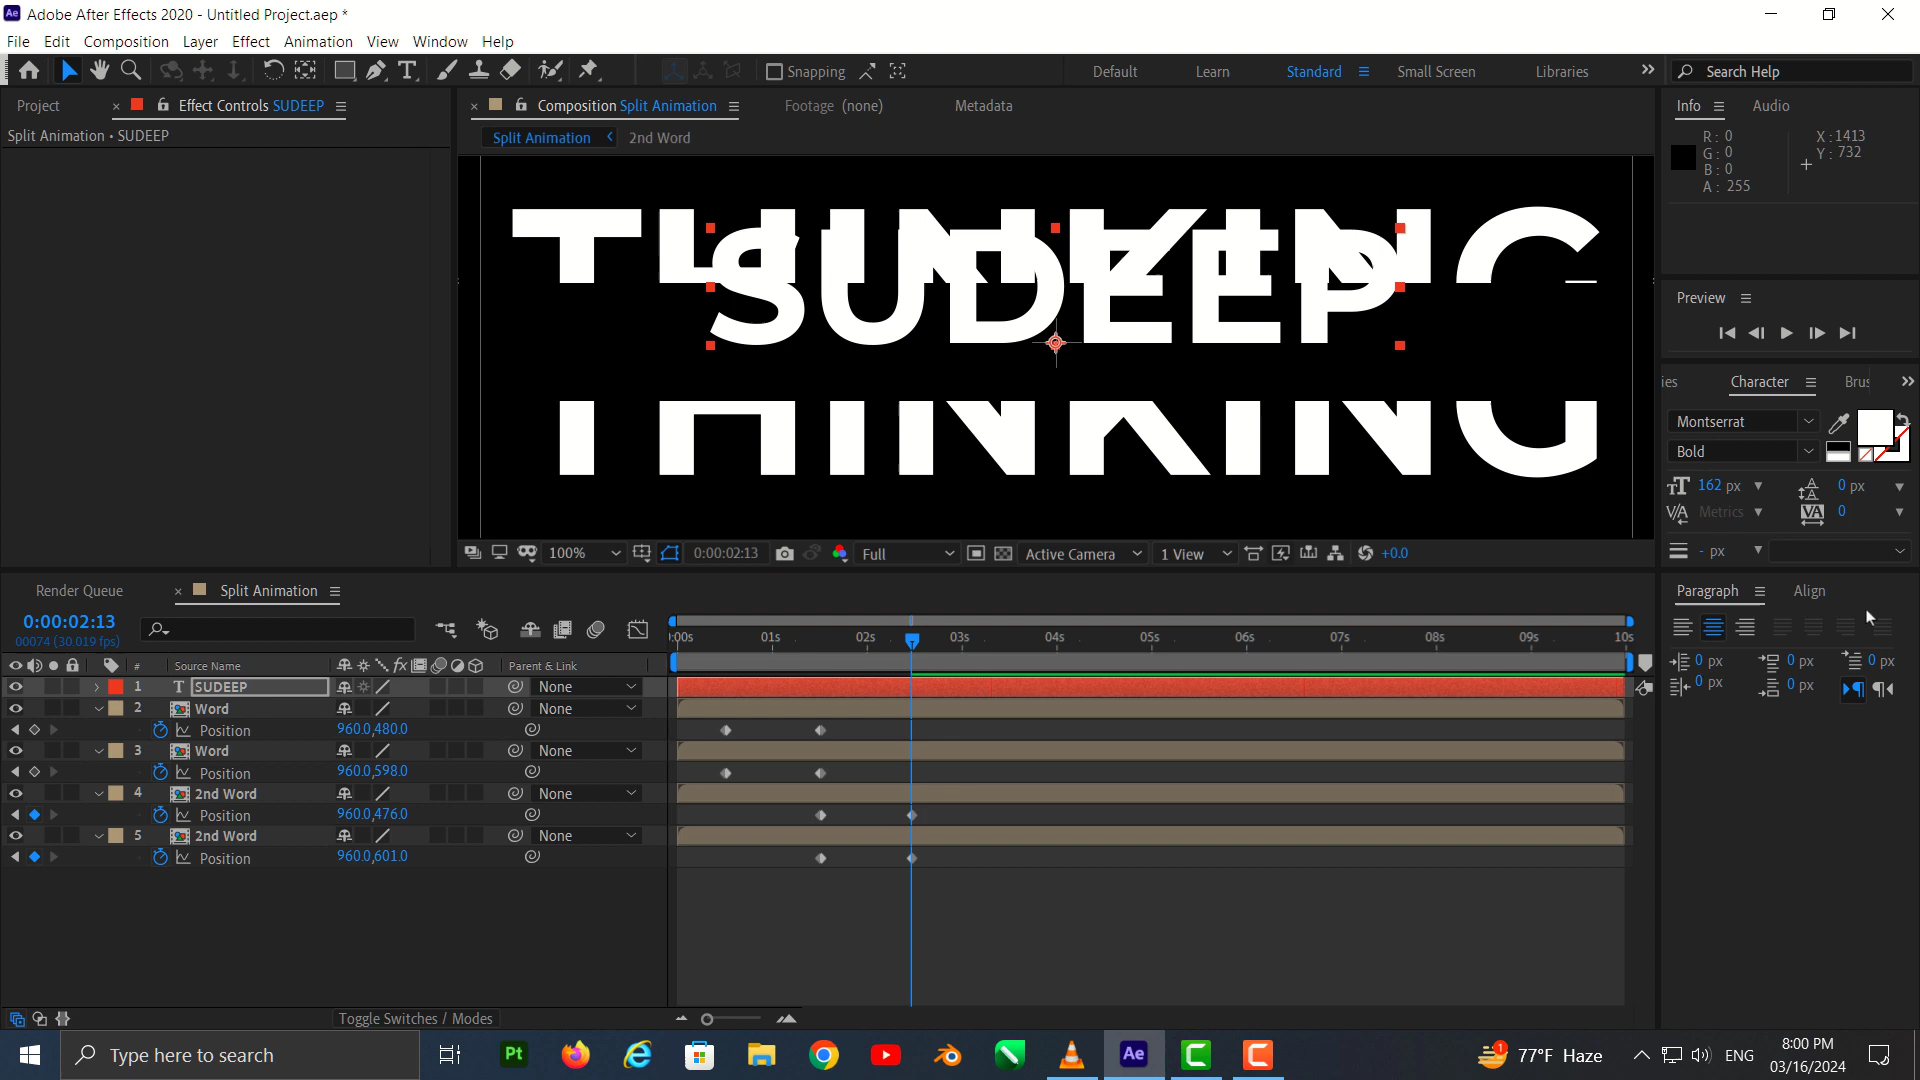 Ae Adobe After Effects 2020 - Untitled Project.aep *
File Edit Composition Layer Effect Animation View Window Help
Snapping Default Learn Standard Small Screen Libraries Search Help
Project Effect Controls SUDEEP Composition Split Animation Footage (none) Metadata Info Audio
Split Animation • SUDEEP
Split Animation 2nd Word
R: 0
G: 0
B: 0
A: 255
X: 1413
Y: 732
THINKING
SUDEEP
THINKING
Preview
Character Brus
Montserrat
Bold
162 px 0 px
Metrics 0
- px
100% 0:00:02:13 Full Active Camera 1 View +0.0
Render Queue Split Animation Paragraph Align
0:00:02:13
00074 (30.019 fps)
:00s 01s 02s 03s 04s 05s 06s 07s 08s 09s 10s
# Source Name fx Parent & Link
1 T SUDEEP None
2 Word None
Position 960.0,480.0
3 Word None
Position 960.0,598.0
4 2nd Word None
Position 960.0,476.0
5 2nd Word None
Position 960.0,601.0
0 px 0 px 0 px
0 px 0 px
Toggle Switches / Modes
Type here to search Pt Ae 1 77°F Haze ENG 8:00 PM
03/16/2024